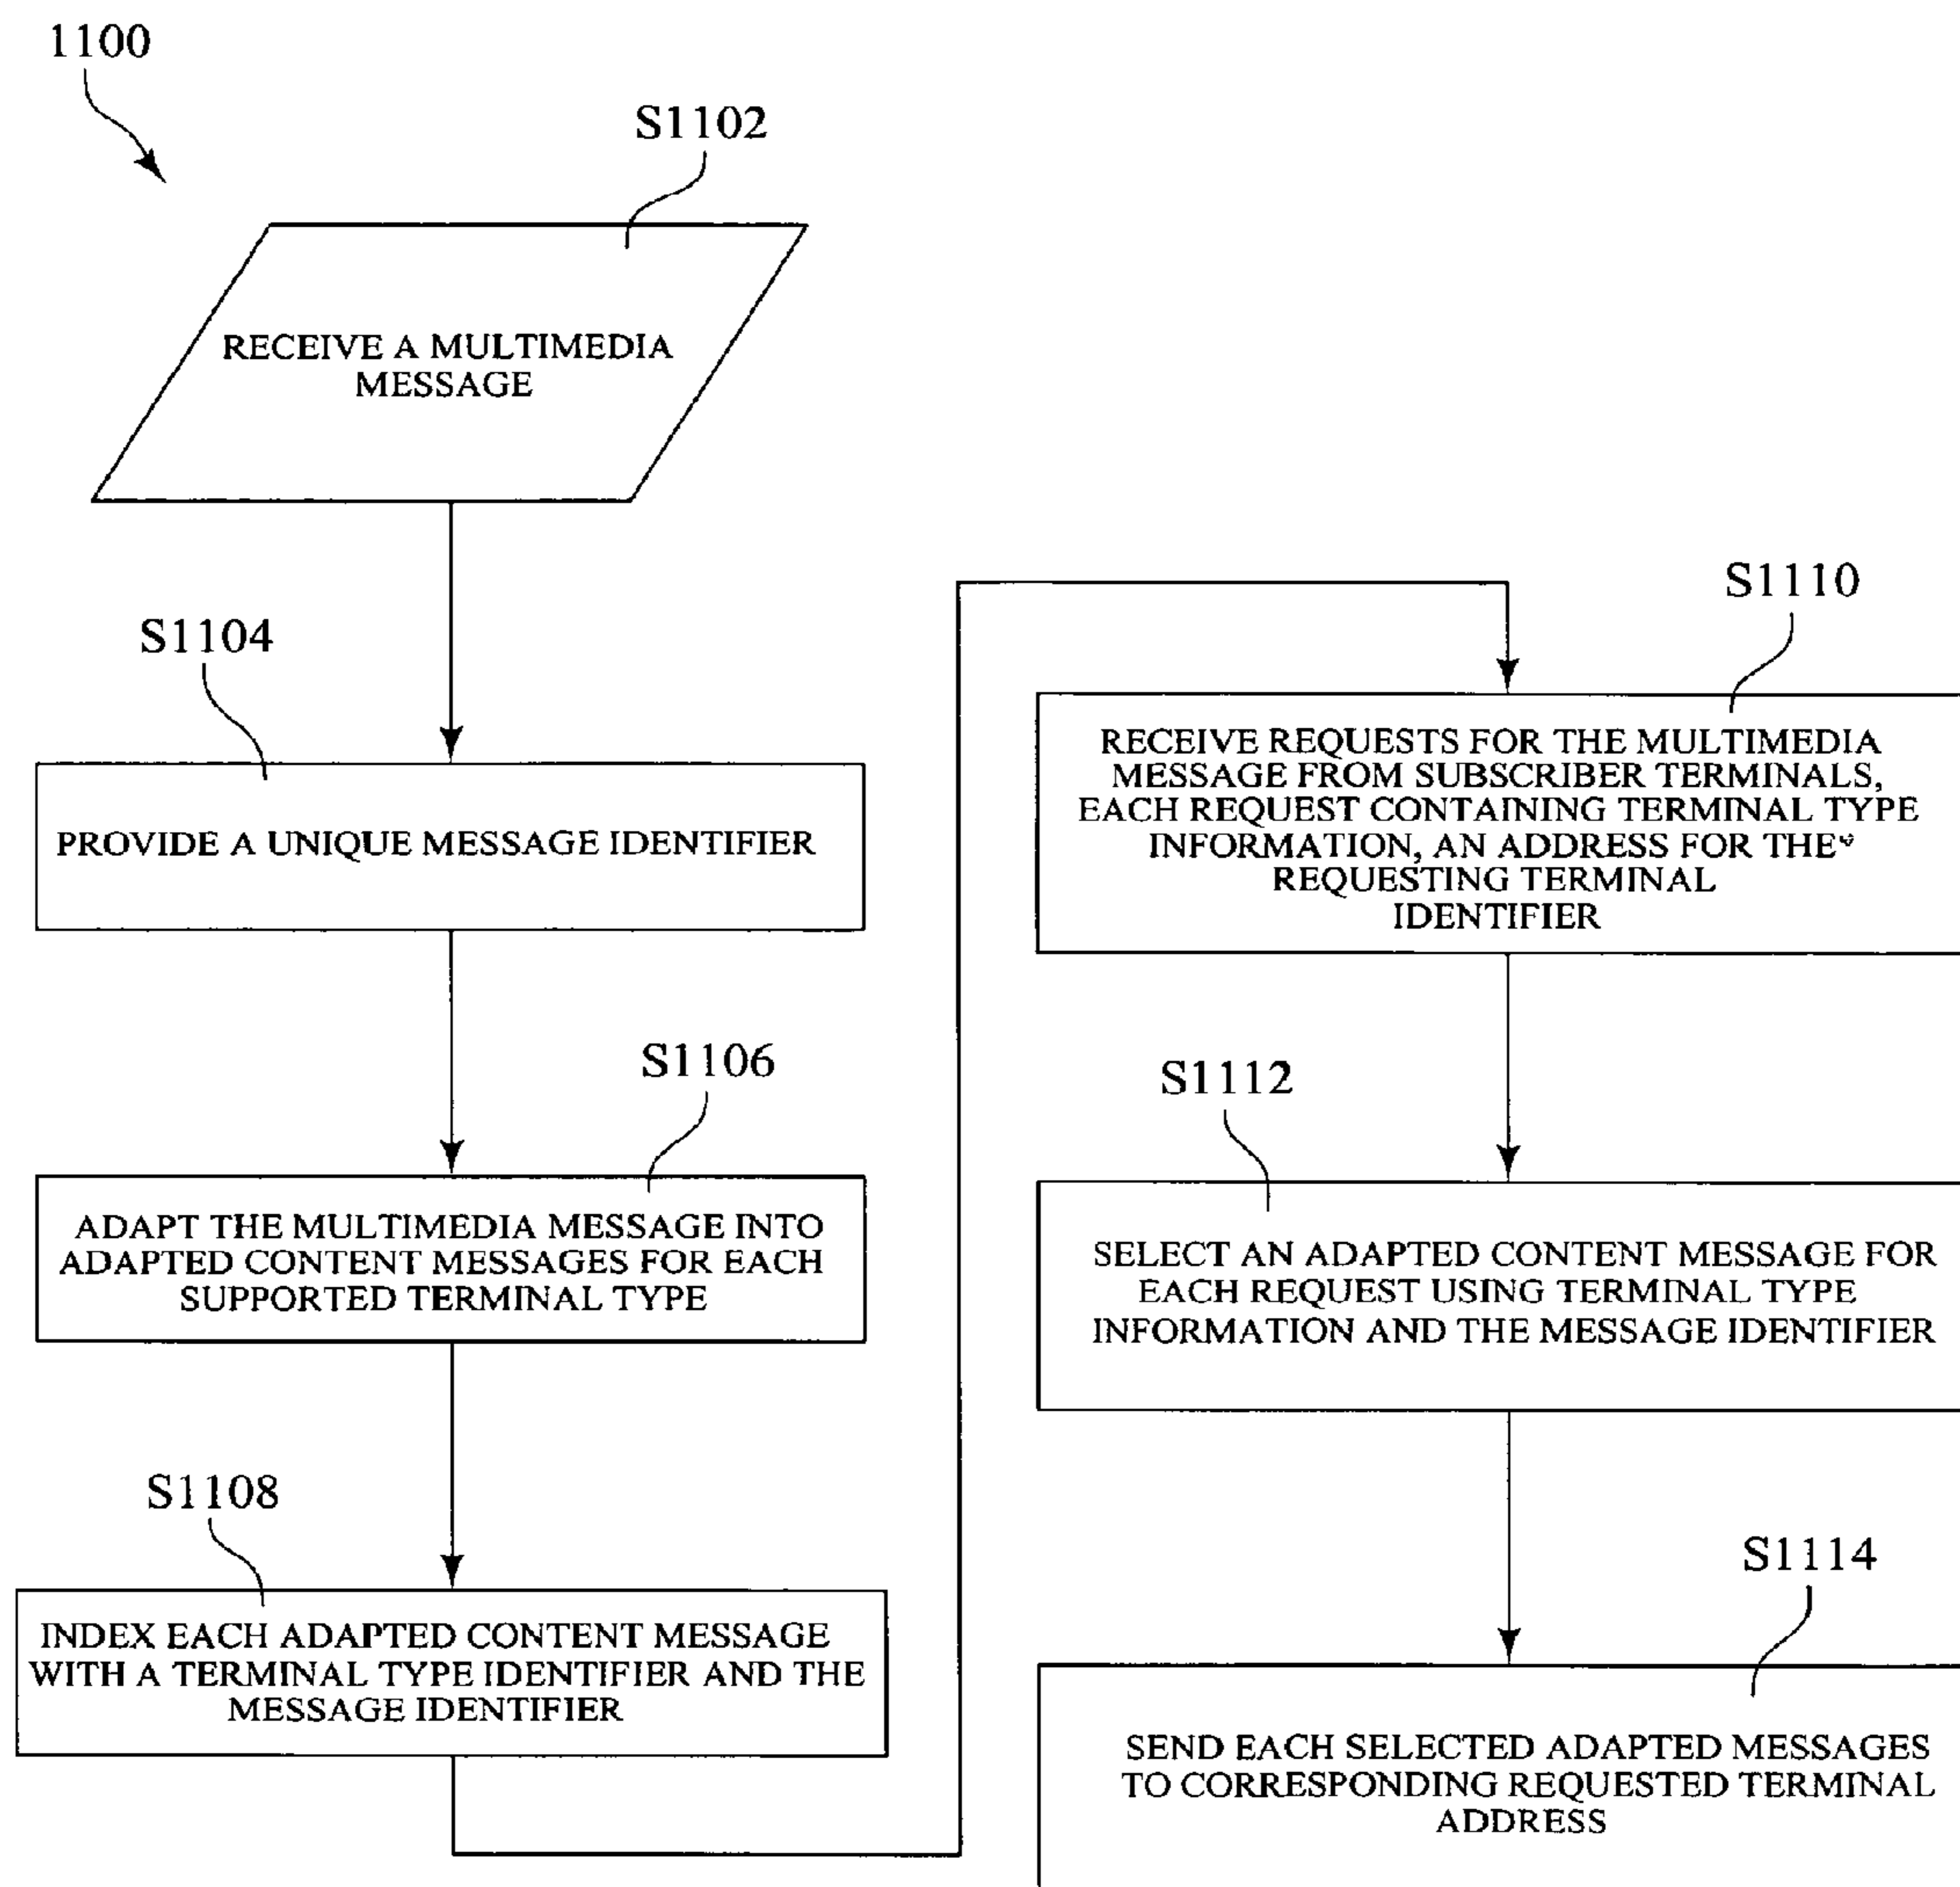 1100
S1102
RECEIVE A MULTIMEDIA
MESSAGE
S1104
PROVIDE A UNIQUE MESSAGE IDENTIFIER
S1106
ADAPT THE MULTIMEDIA MESSAGE INTO
ADAPTED CONTENT MESSAGES FOR EACH
SUPPORTED TERMINAL TYPE
S1108
INDEX EACH ADAPTED CONTENT MESSAGE
WITH A TERMINAL TYPE IDENTIFIER AND THE
MESSAGE IDENTIFIER
S1110
RECEIVE REQUESTS FOR THE MULTIMEDIA
MESSAGE FROM SUBSCRIBER TERMINALS,
EACH REQUEST CONTAINING TERMINAL TYPE
INFORMATION, AN ADDRESS FOR THE
REQUESTING TERMINAL
IDENTIFIER
S1112
SELECT AN ADAPTED CONTENT MESSAGE FOR
EACH REQUEST USING TERMINAL TYPE
INFORMATION AND THE MESSAGE IDENTIFIER
S1114
SEND EACH SELECTED ADAPTED MESSAGES
TO CORRESPONDING REQUESTED TERMINAL
ADDRESS